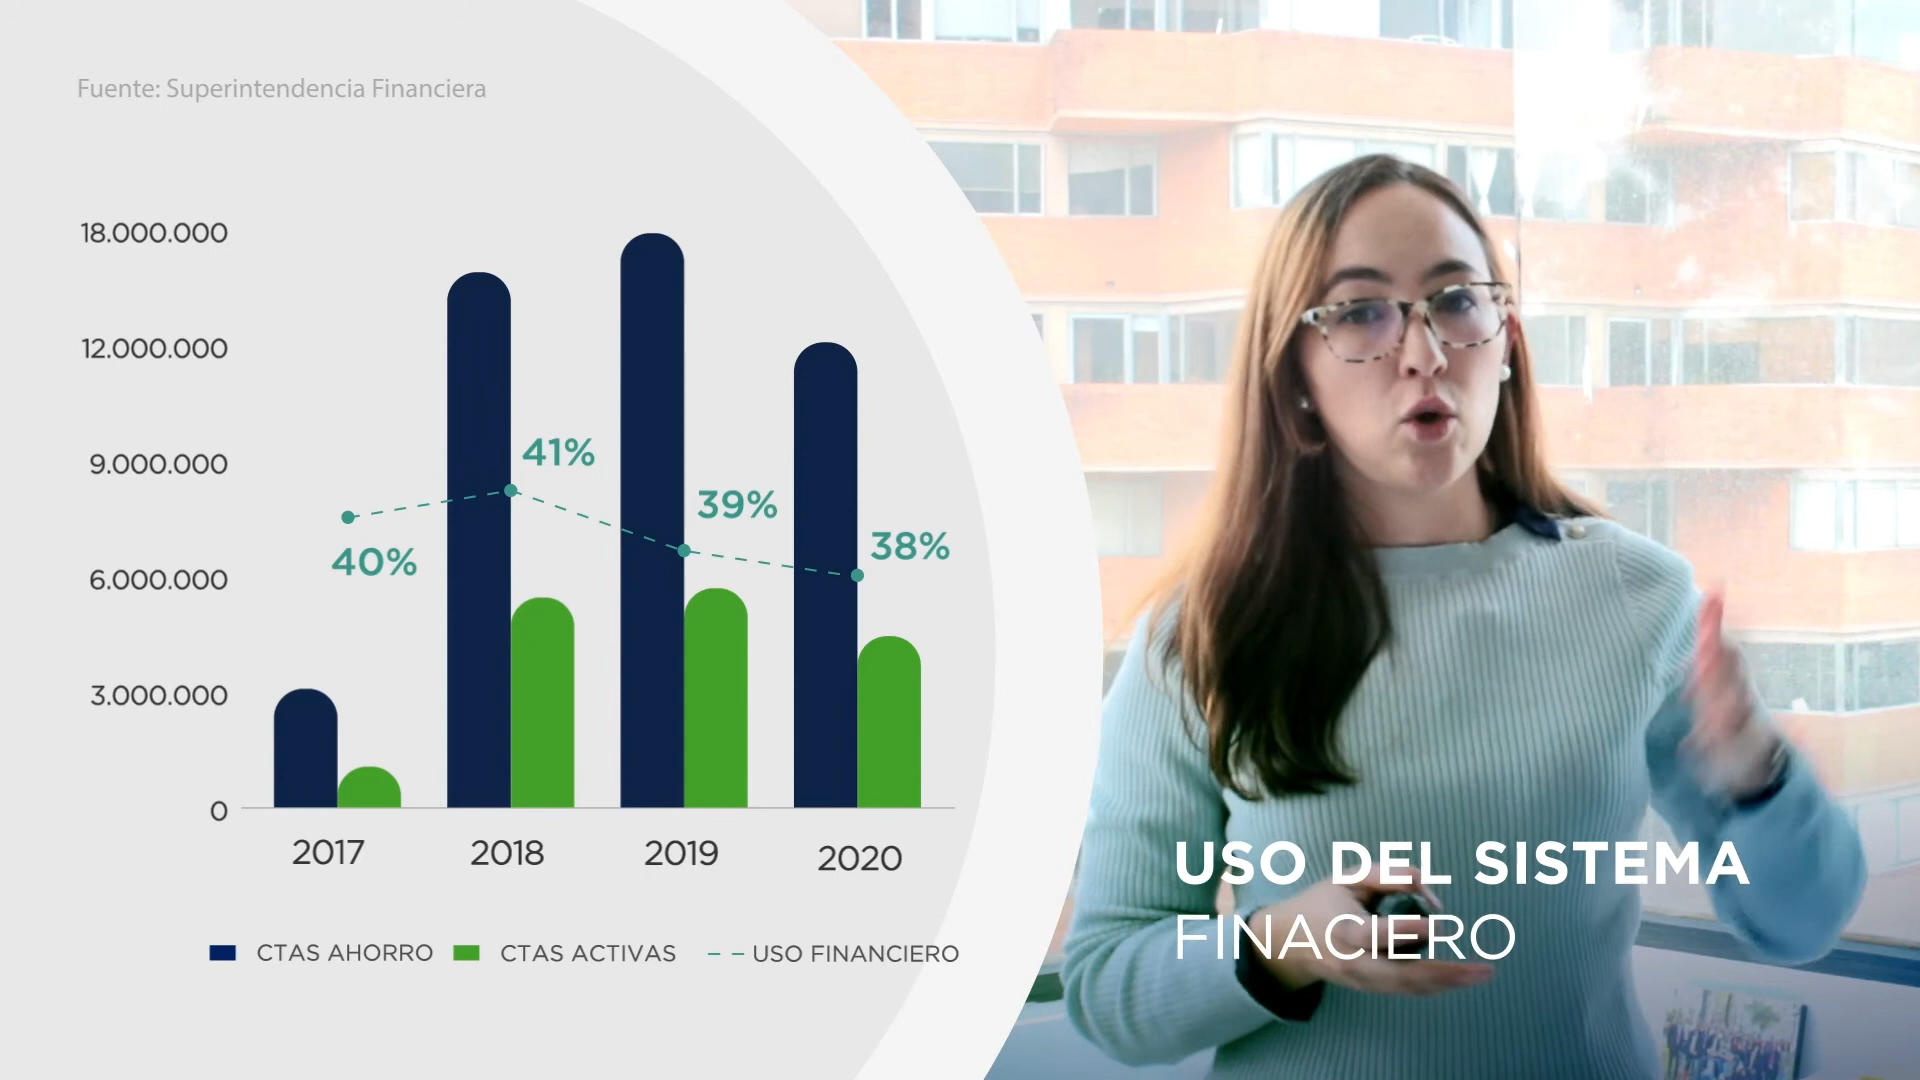 Fuente: Superintendencia Financiera
18.000.000
12.000.000
9.000.000
6.000.000
3.000.000
0
41%
39%
38%
40%
2017
2018
2019
2020
CTAS AHORRO
CTAS ACTIVAS
USO FINANCIERO
USO DEL SISTEMA
FINACIERO